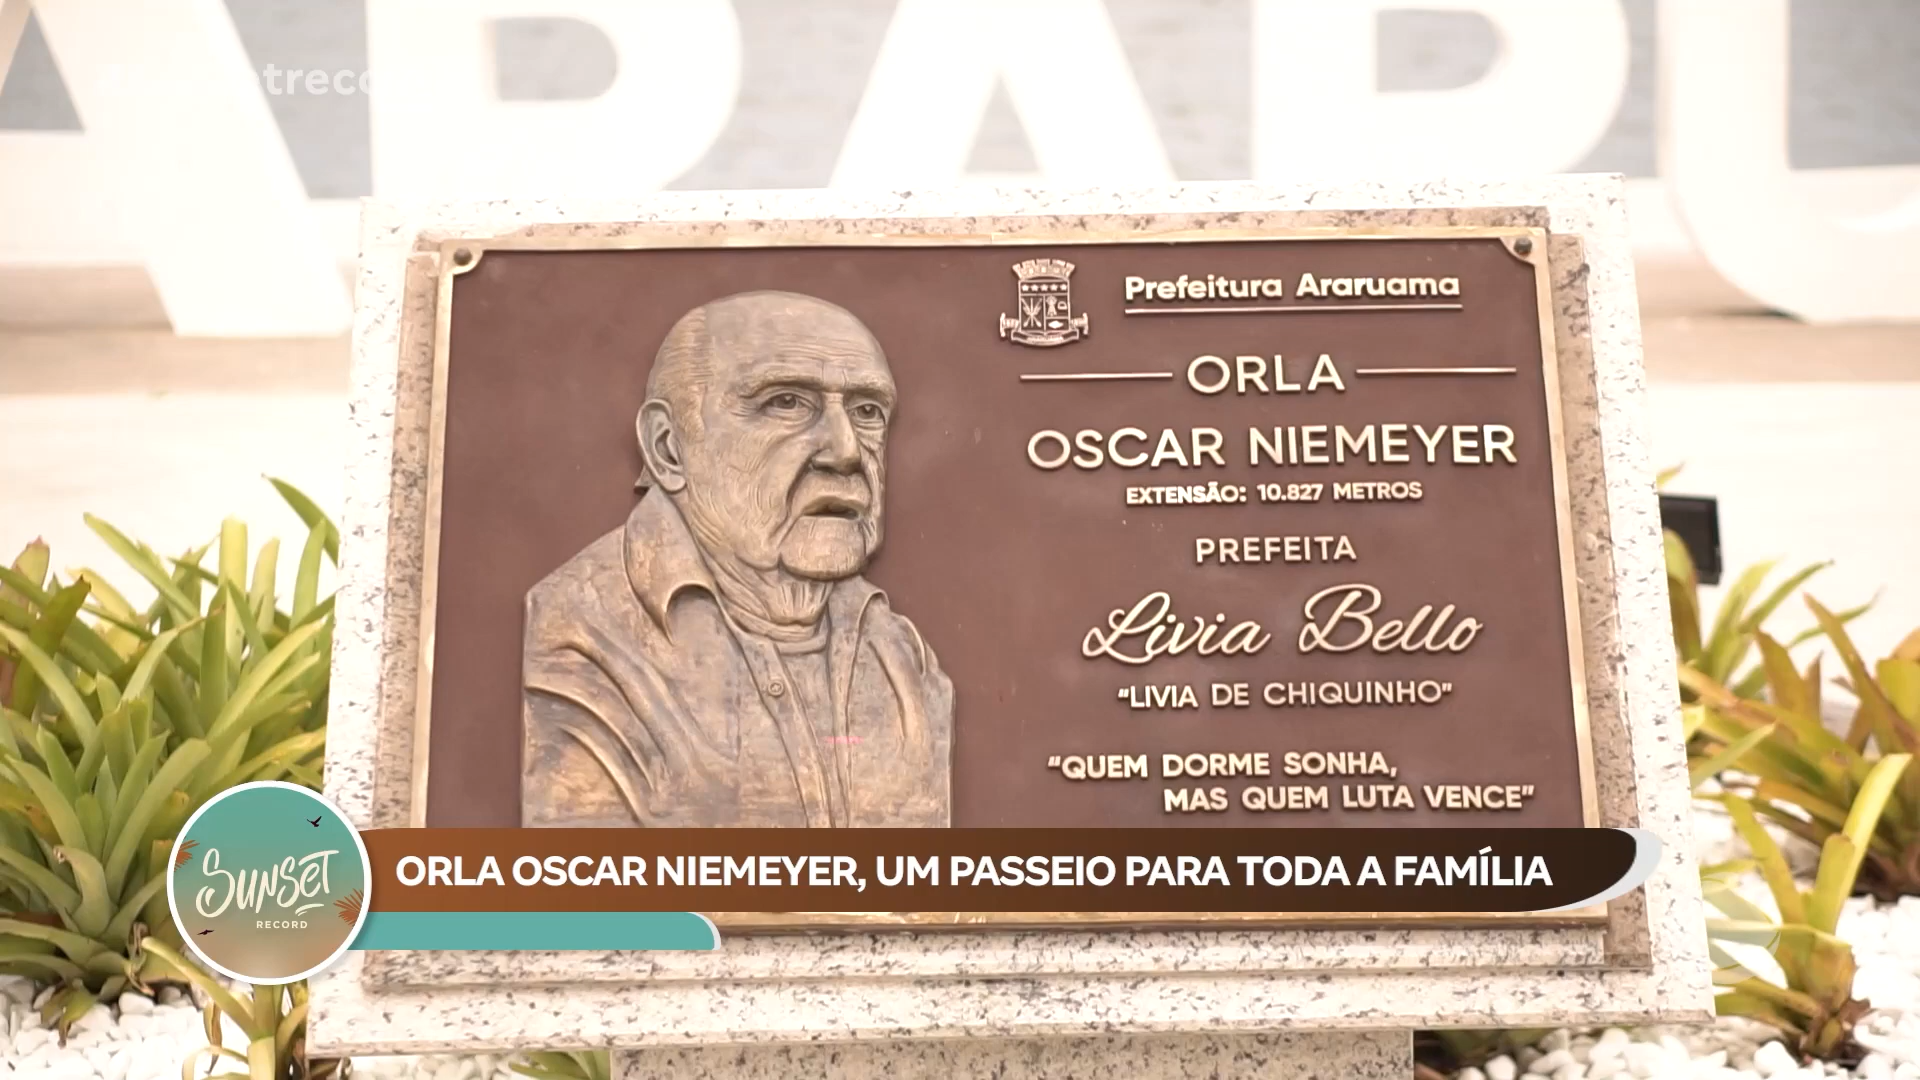 Prefeitura Araruama
ORLA
OSCAR NIEMEYER
EXTENSÃO: 10.827 METROS
PREFEITA
Livia Bello
"LIVIA DE CHIQUINHO"
"QUEM DORME SONHA,
MAS QUEM LUTA VENCE"
SUNSET
RECORD
ORLA OSCAR NIEMEYER, UM PASSEIO PARA TODA A FAMÍLIA